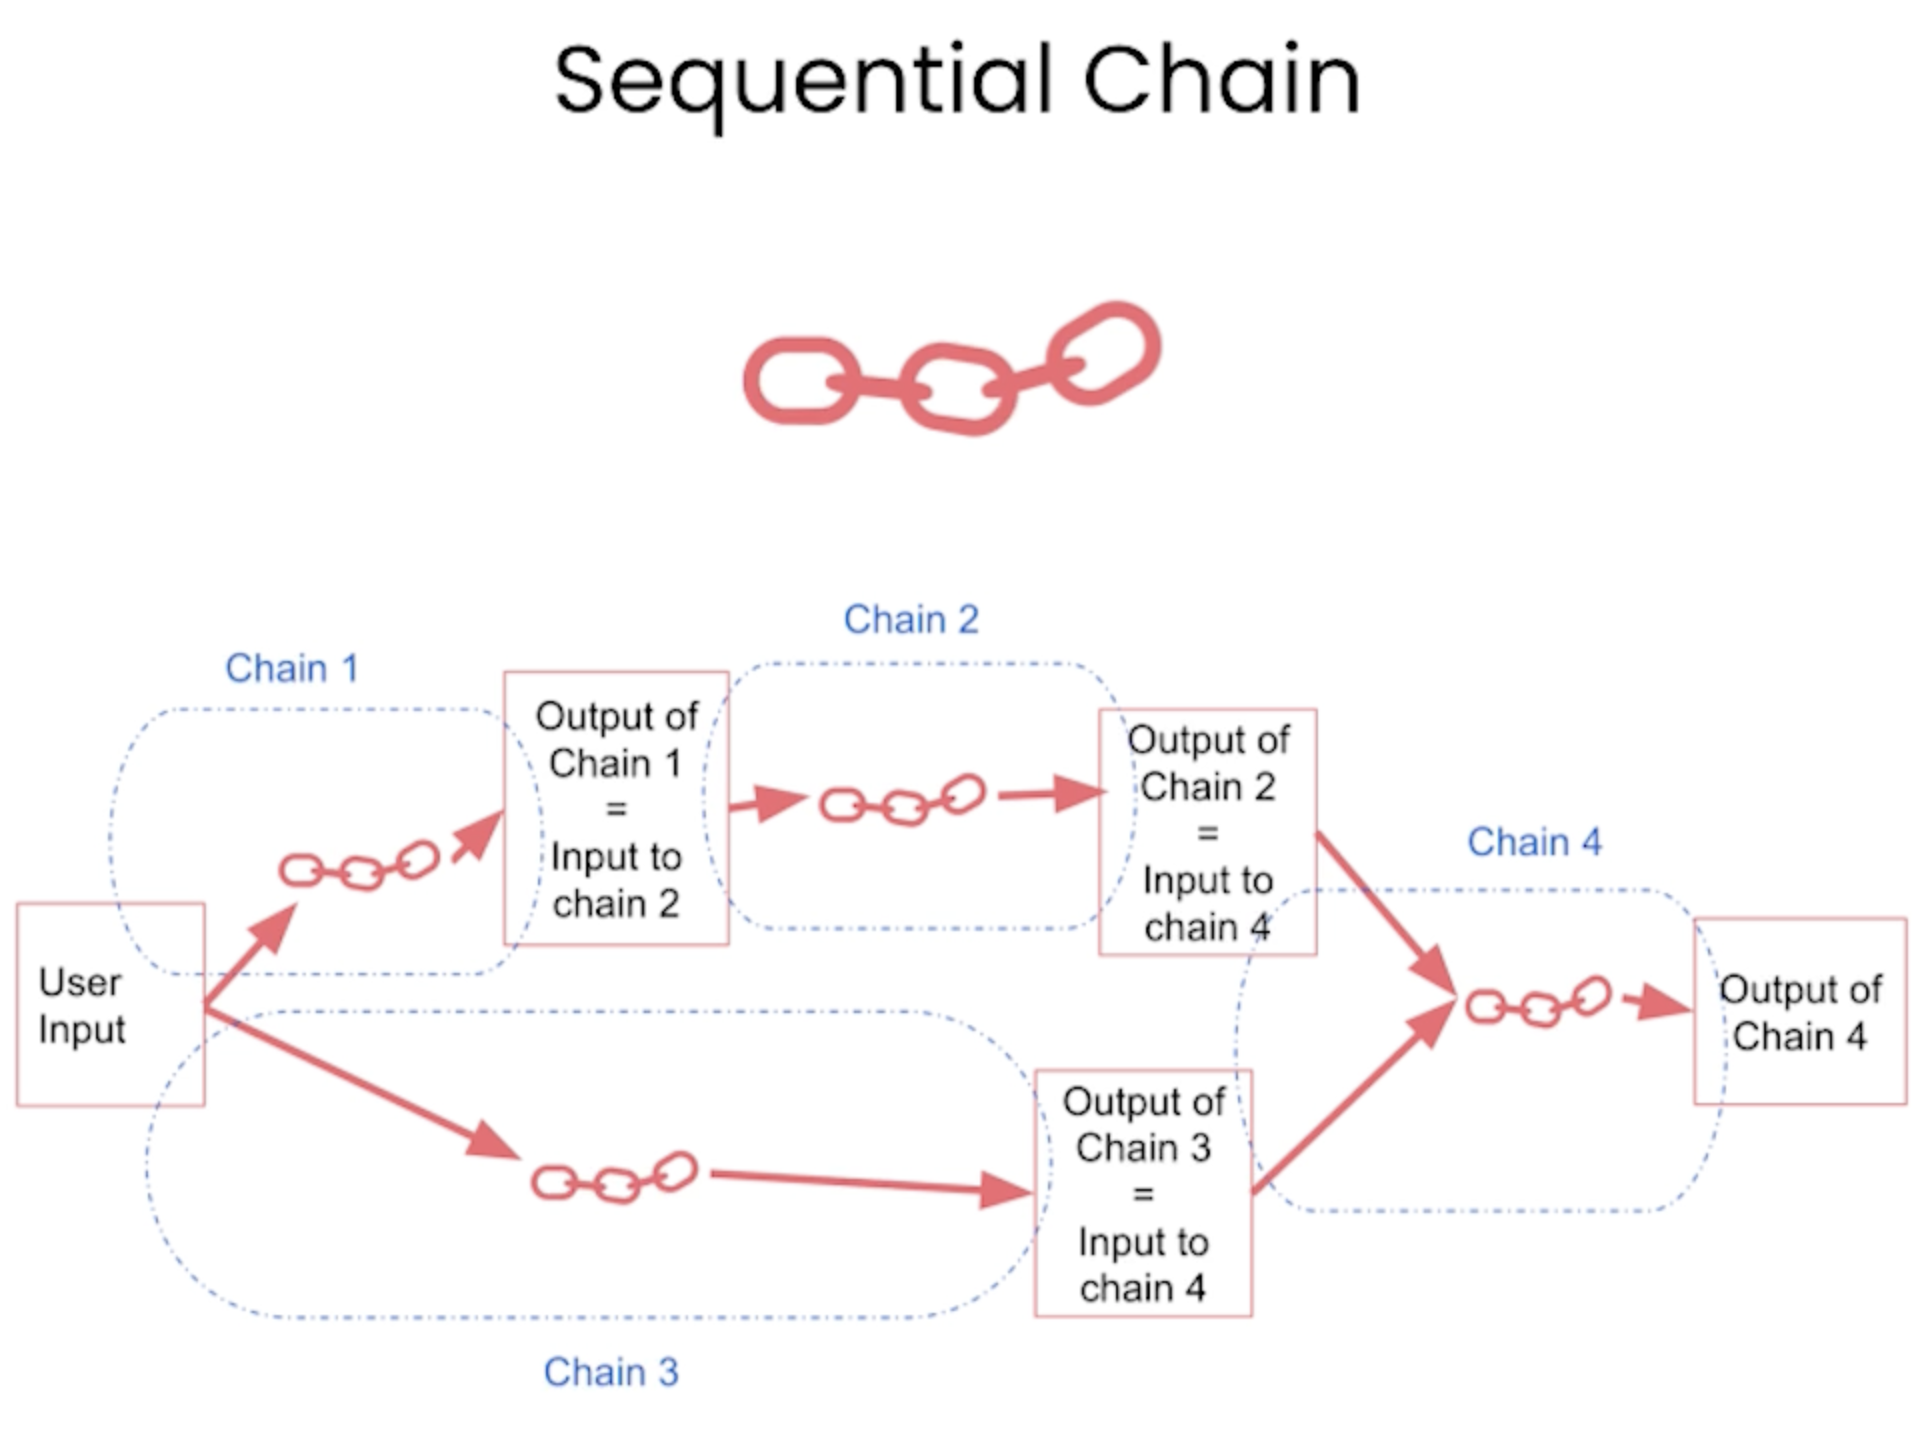 Sequential Chain
Chain 1
Chain 2
Chain 3
Chain 4
User
Input
Output of
Chain 1
=
Input to
chain 2
Output of
Chain 2
=
Input to
chain 4
Output of
Chain 3
=
Input to
chain 4
Output of
Chain 4